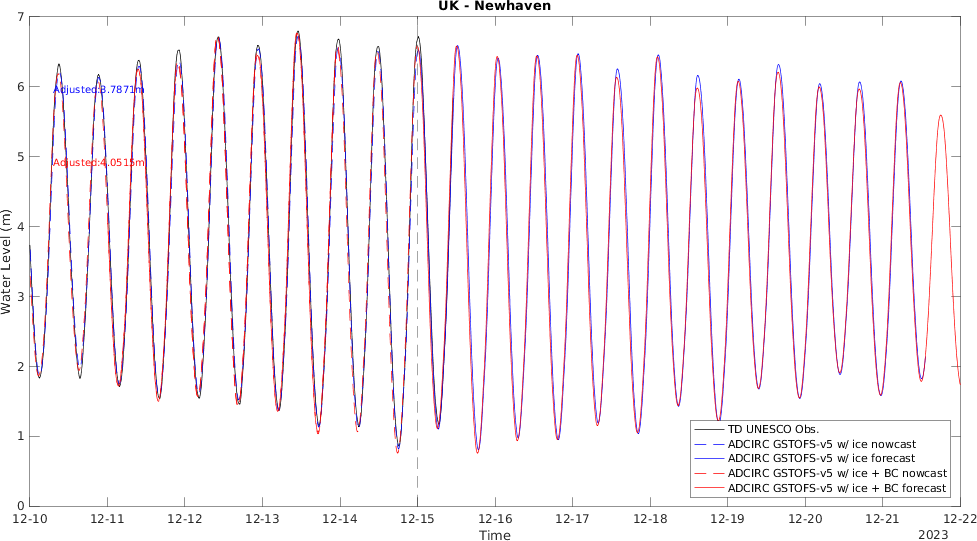 UK - Newhaven
7
6
5
4
3
2
1
0
Water Level (m)
Adjusted:3.7871m
Adjusted:4.0515m
TD UNESCO Obs.
ADCIRC GSTOFS-v5 w/ ice nowcast
ADCIRC GSTOFS-v5 w/ ice forecast
ADCIRC GSTOFS-v5 w/ ice + BC nowcast
ADCIRC GSTOFS-v5 w/ ice + BC forecast
12-10 12-11 12-12 12-13 12-14 12-15 12-16 12-17 12-18 12-19 12-20 12-21 12-22
Time
2023